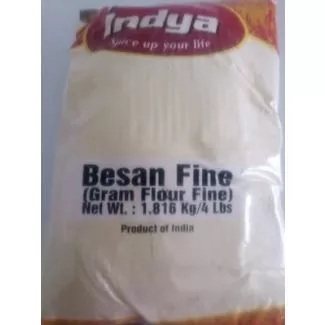 Indya
Spice up your life
Besan Fine
(Gram Flour Fine)
Net Wt. : 1.816 Kg/4 Lbs
Product of India